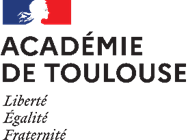 ACADÉMIE
DE TOULOUSE
Liberté
Égalité
Fraternité